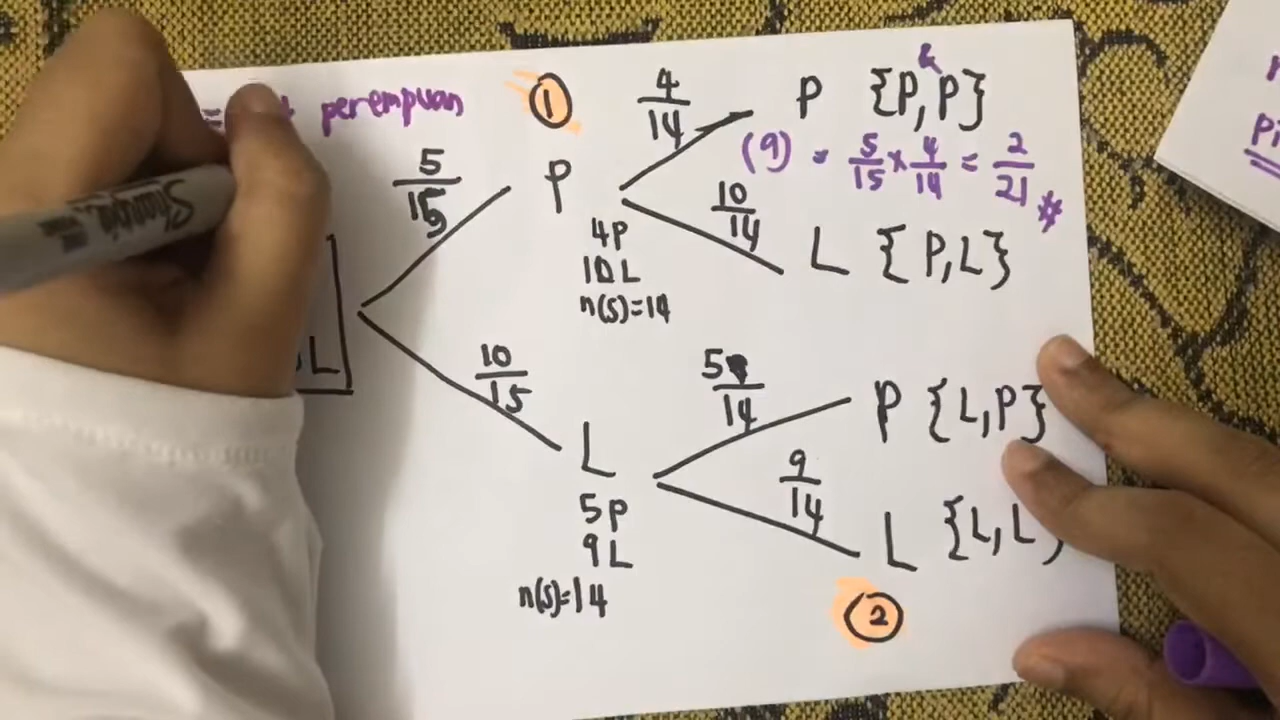 = perempuan
1
5/15
P
4P
10 L
n(S)=14
4/14
P {P, P}
&
(9) = 5/15 × 4/14 = 2/21 #
10/14
L { P,L}
L
10/15
L
5P
9L
n(S)=14
5/14
P {L,P}
9/14
L {L,L
2
Sharpie